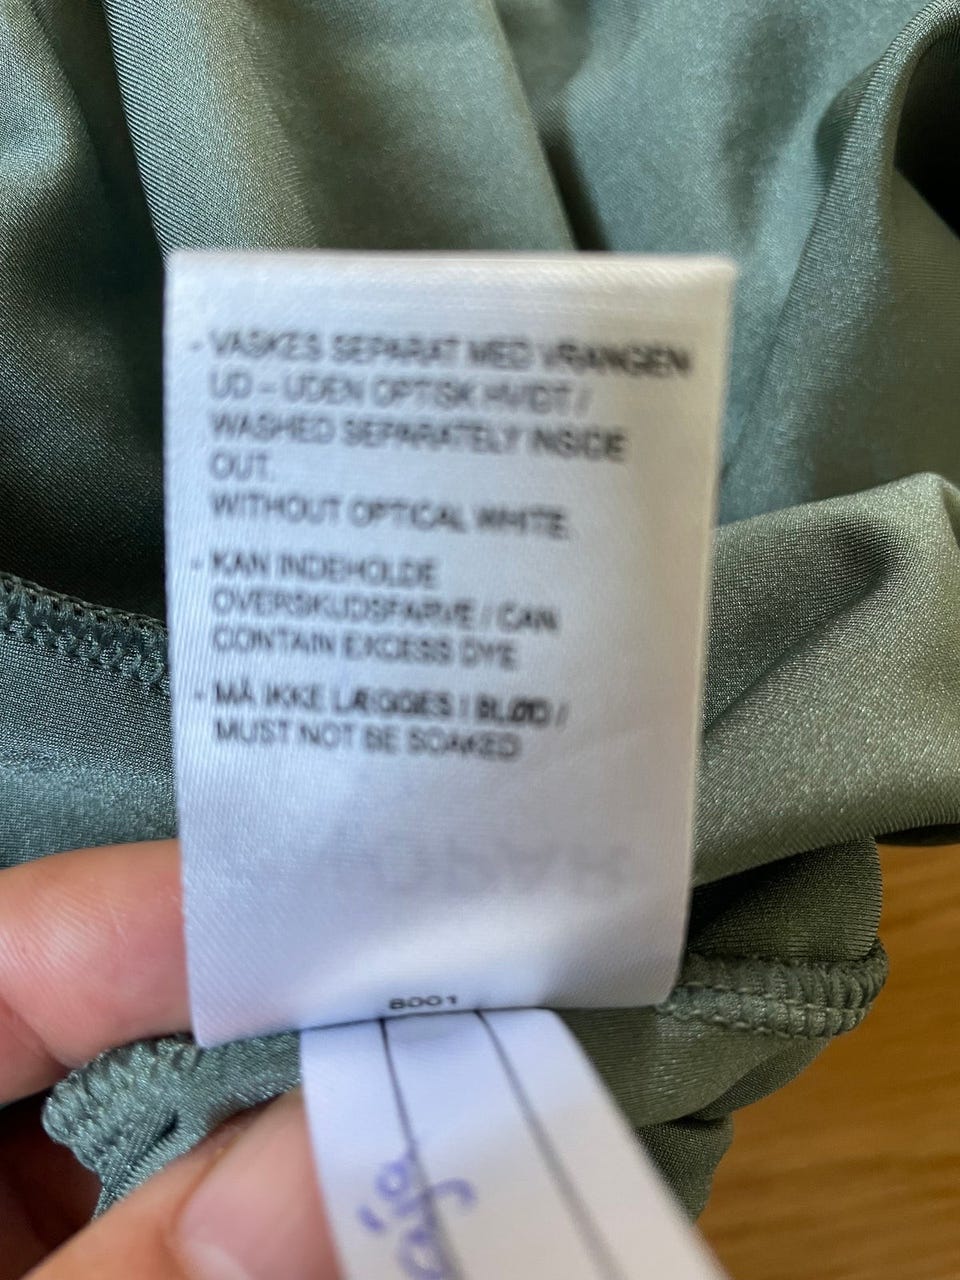 - VASKES SEPARAT MED VRANGEN
UD – UDEN OPTISK HVIDT /
WASHED SEPARATELY INSIDE
OUT.
WITHOUT OPTICAL WHITE.
- KAN INDEHOLDE
OVERSKUDSFARVE / CAN
CONTAIN EXCESS DYE
- MÅ IKKE LÆGGES I BLØD /
MUST NOT BE SOAKED
8001